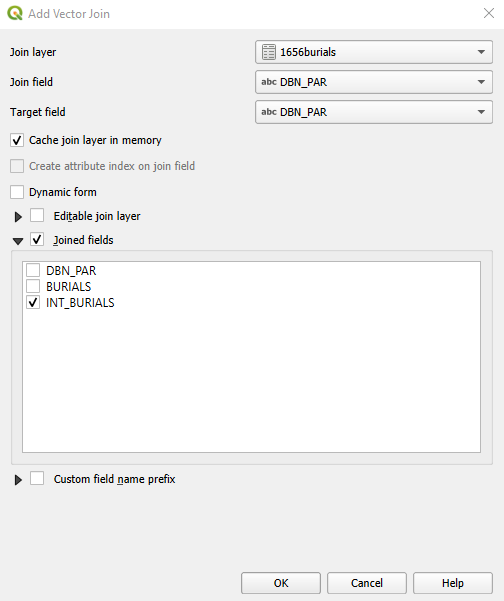 Add Vector Join
Join layer 1656burials
Join field abc DBN_PAR
Target field abc DBN_PAR
Cache join layer in memory
Create attribute index on join field
Dynamic form
Editable join layer
Joined fields
DBN_PAR
BURIALS
INT_BURIALS
Custom field name prefix
OK Cancel Help